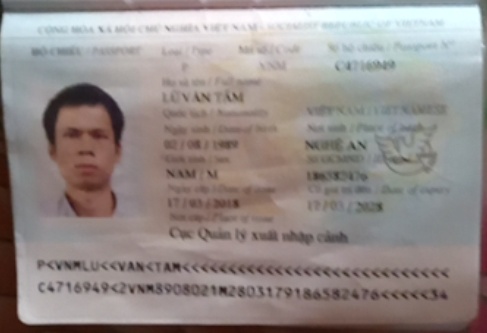 CỘNG HÒA XÃ HỘI CHỦ NGHĨA VIỆT NAM - SOCIALIST REPUBLIC OF VIETNAM
HỘ CHIẾU / PASSPORT Loại / Type Mã số / Code Số hộ chiếu / Passport Nº
P VNM C4716949
Họ và tên / Full name
LỮ VĂN TÁM
Quốc tịch / Nationality VIỆT NAM / VIETNAMESE
Ngày sinh / Date of birth Nơi sinh / Place of birth
02 / 08 / 1989 NGHỆ AN
Giới tính / Sex Số GCMND /
NAM / M 186582476
Ngày cấp / Date of issue Có giá trị đến / Date of expiry
17 / 03 / 2018 17 / 03 / 2028
Nơi cấp / Place of issue
Cục Quản lý xuất nhập cảnh
P<VNMLU<<VAN<TAM<<<<<<<<<<<<<<<<<<<<<<<<<<<<
C4716949<2VNM8908021M2803179186582476<<<<<34